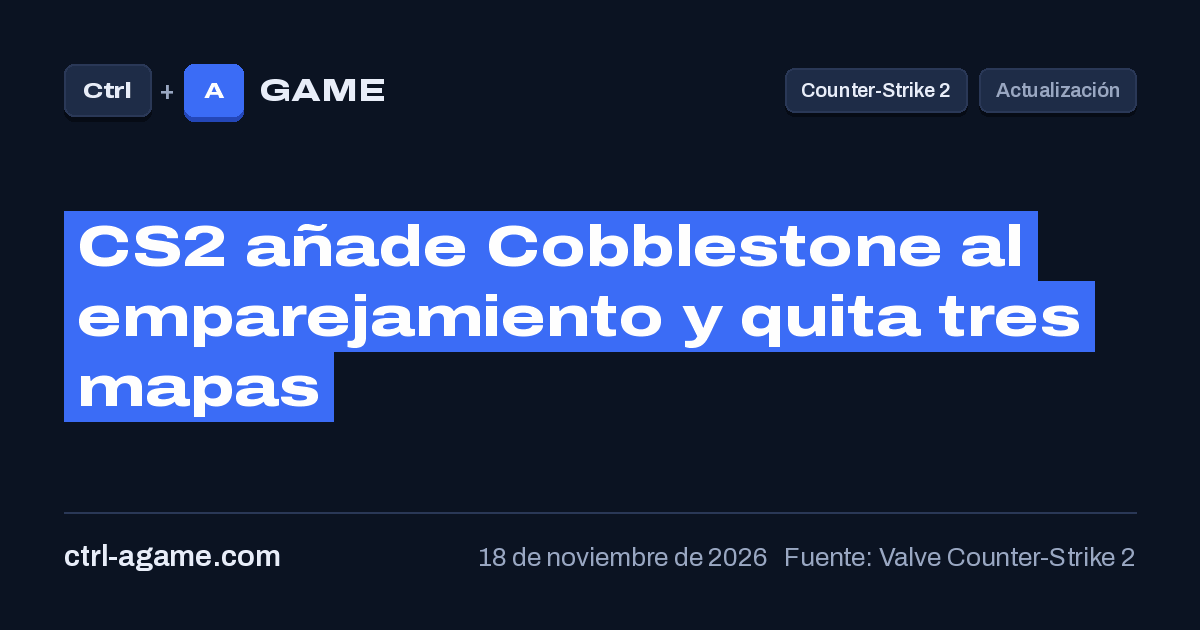 Ctrl + A GAME
Counter-Strike 2 Actualización
CS2 añade Cobblestone al
emparejamiento y quita tres
mapas
ctrl-agame.com
18 de noviembre de 2026 Fuente: Valve Counter-Strike 2